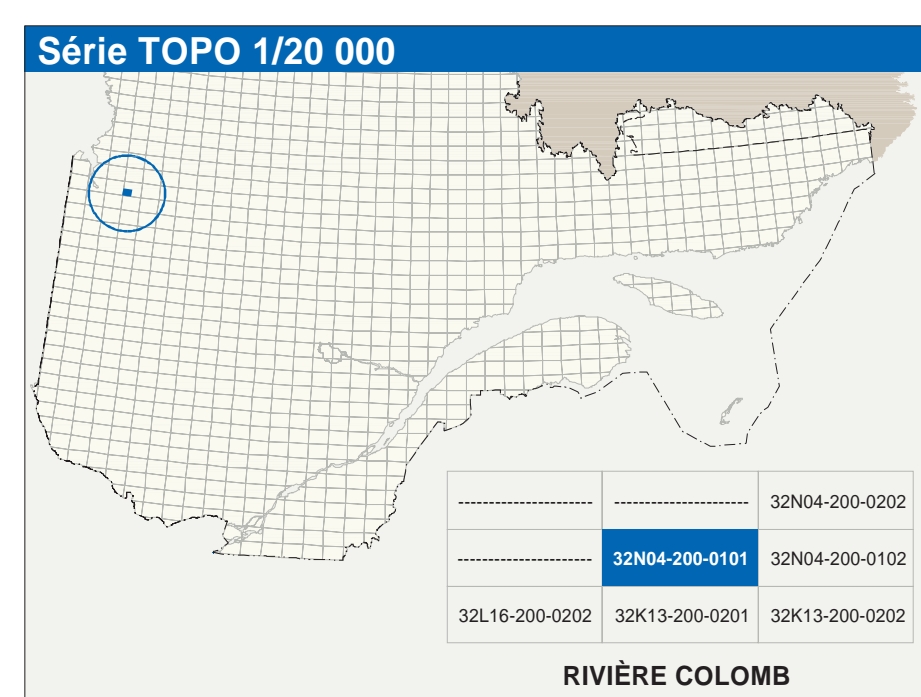 Série TOPO 1/20 000
-------------------- -------------------- 32N04-200-0202
-------------------- 32N04-200-0101 32N04-200-0102
32L16-200-0202 32K13-200-0201 32K13-200-0202
RIVIÈRE COLOMB